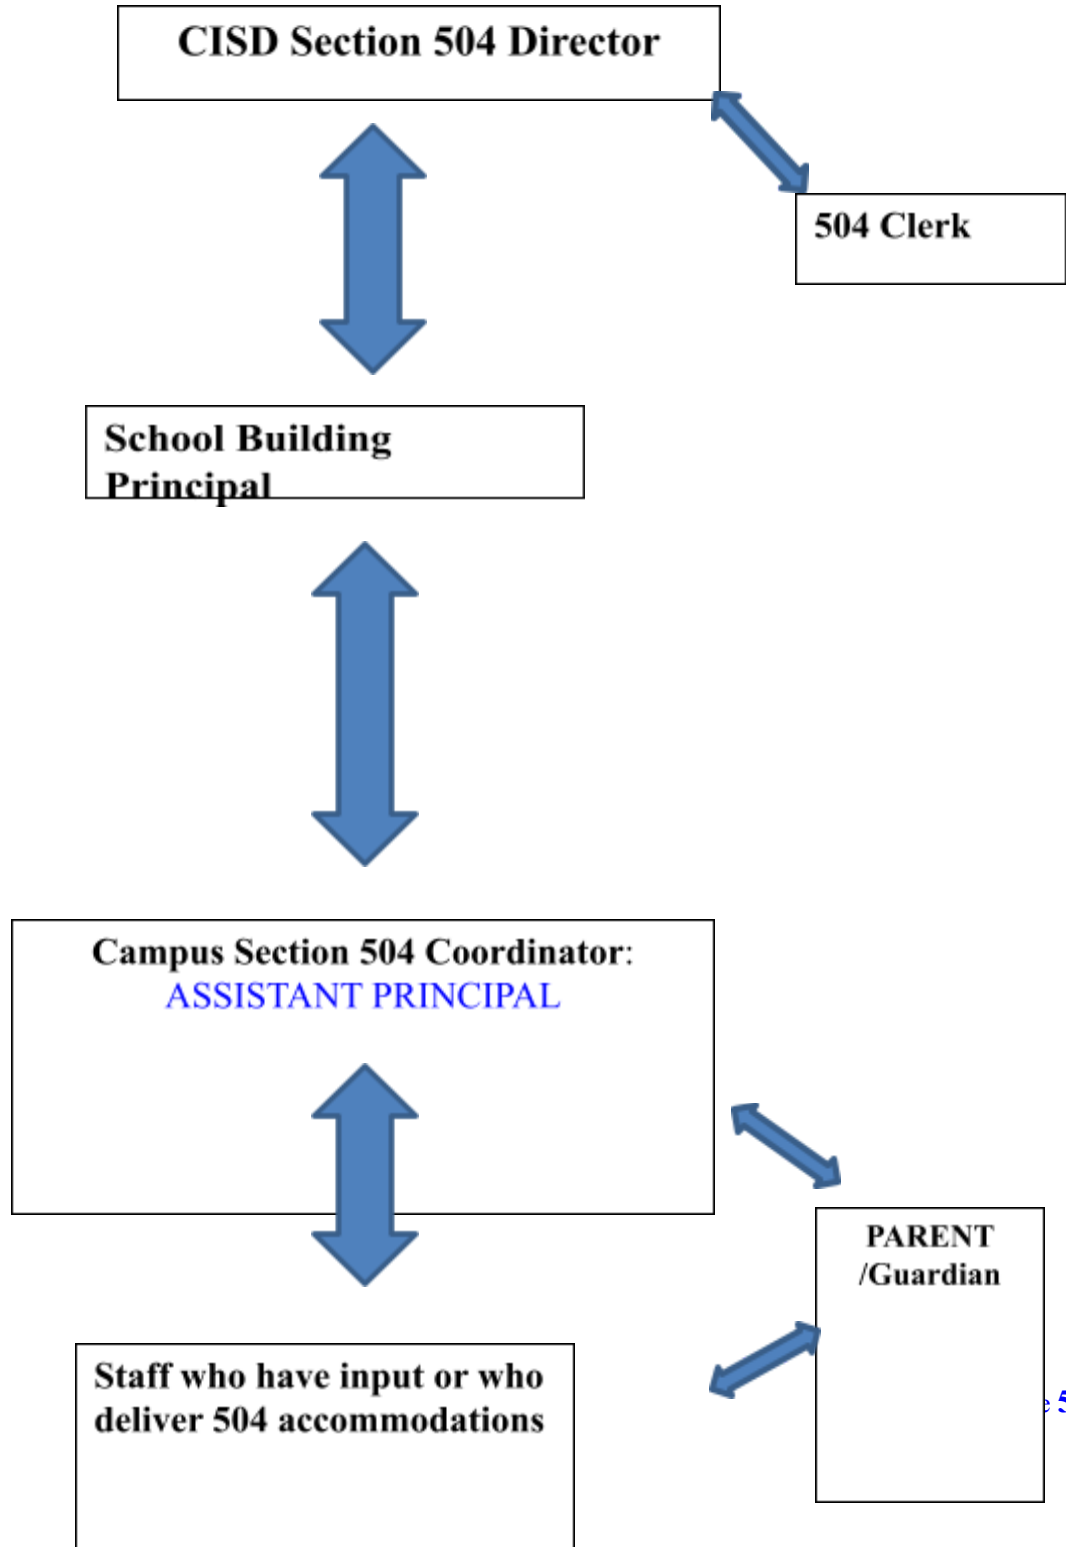 CISD Section 504 Director
504 Clerk
School Building
Principal
Campus Section 504 Coordinator:
ASSISTANT PRINCIPAL
PARENT
/Guardian
Staff who have input or who
deliver 504 accommodations
e 5